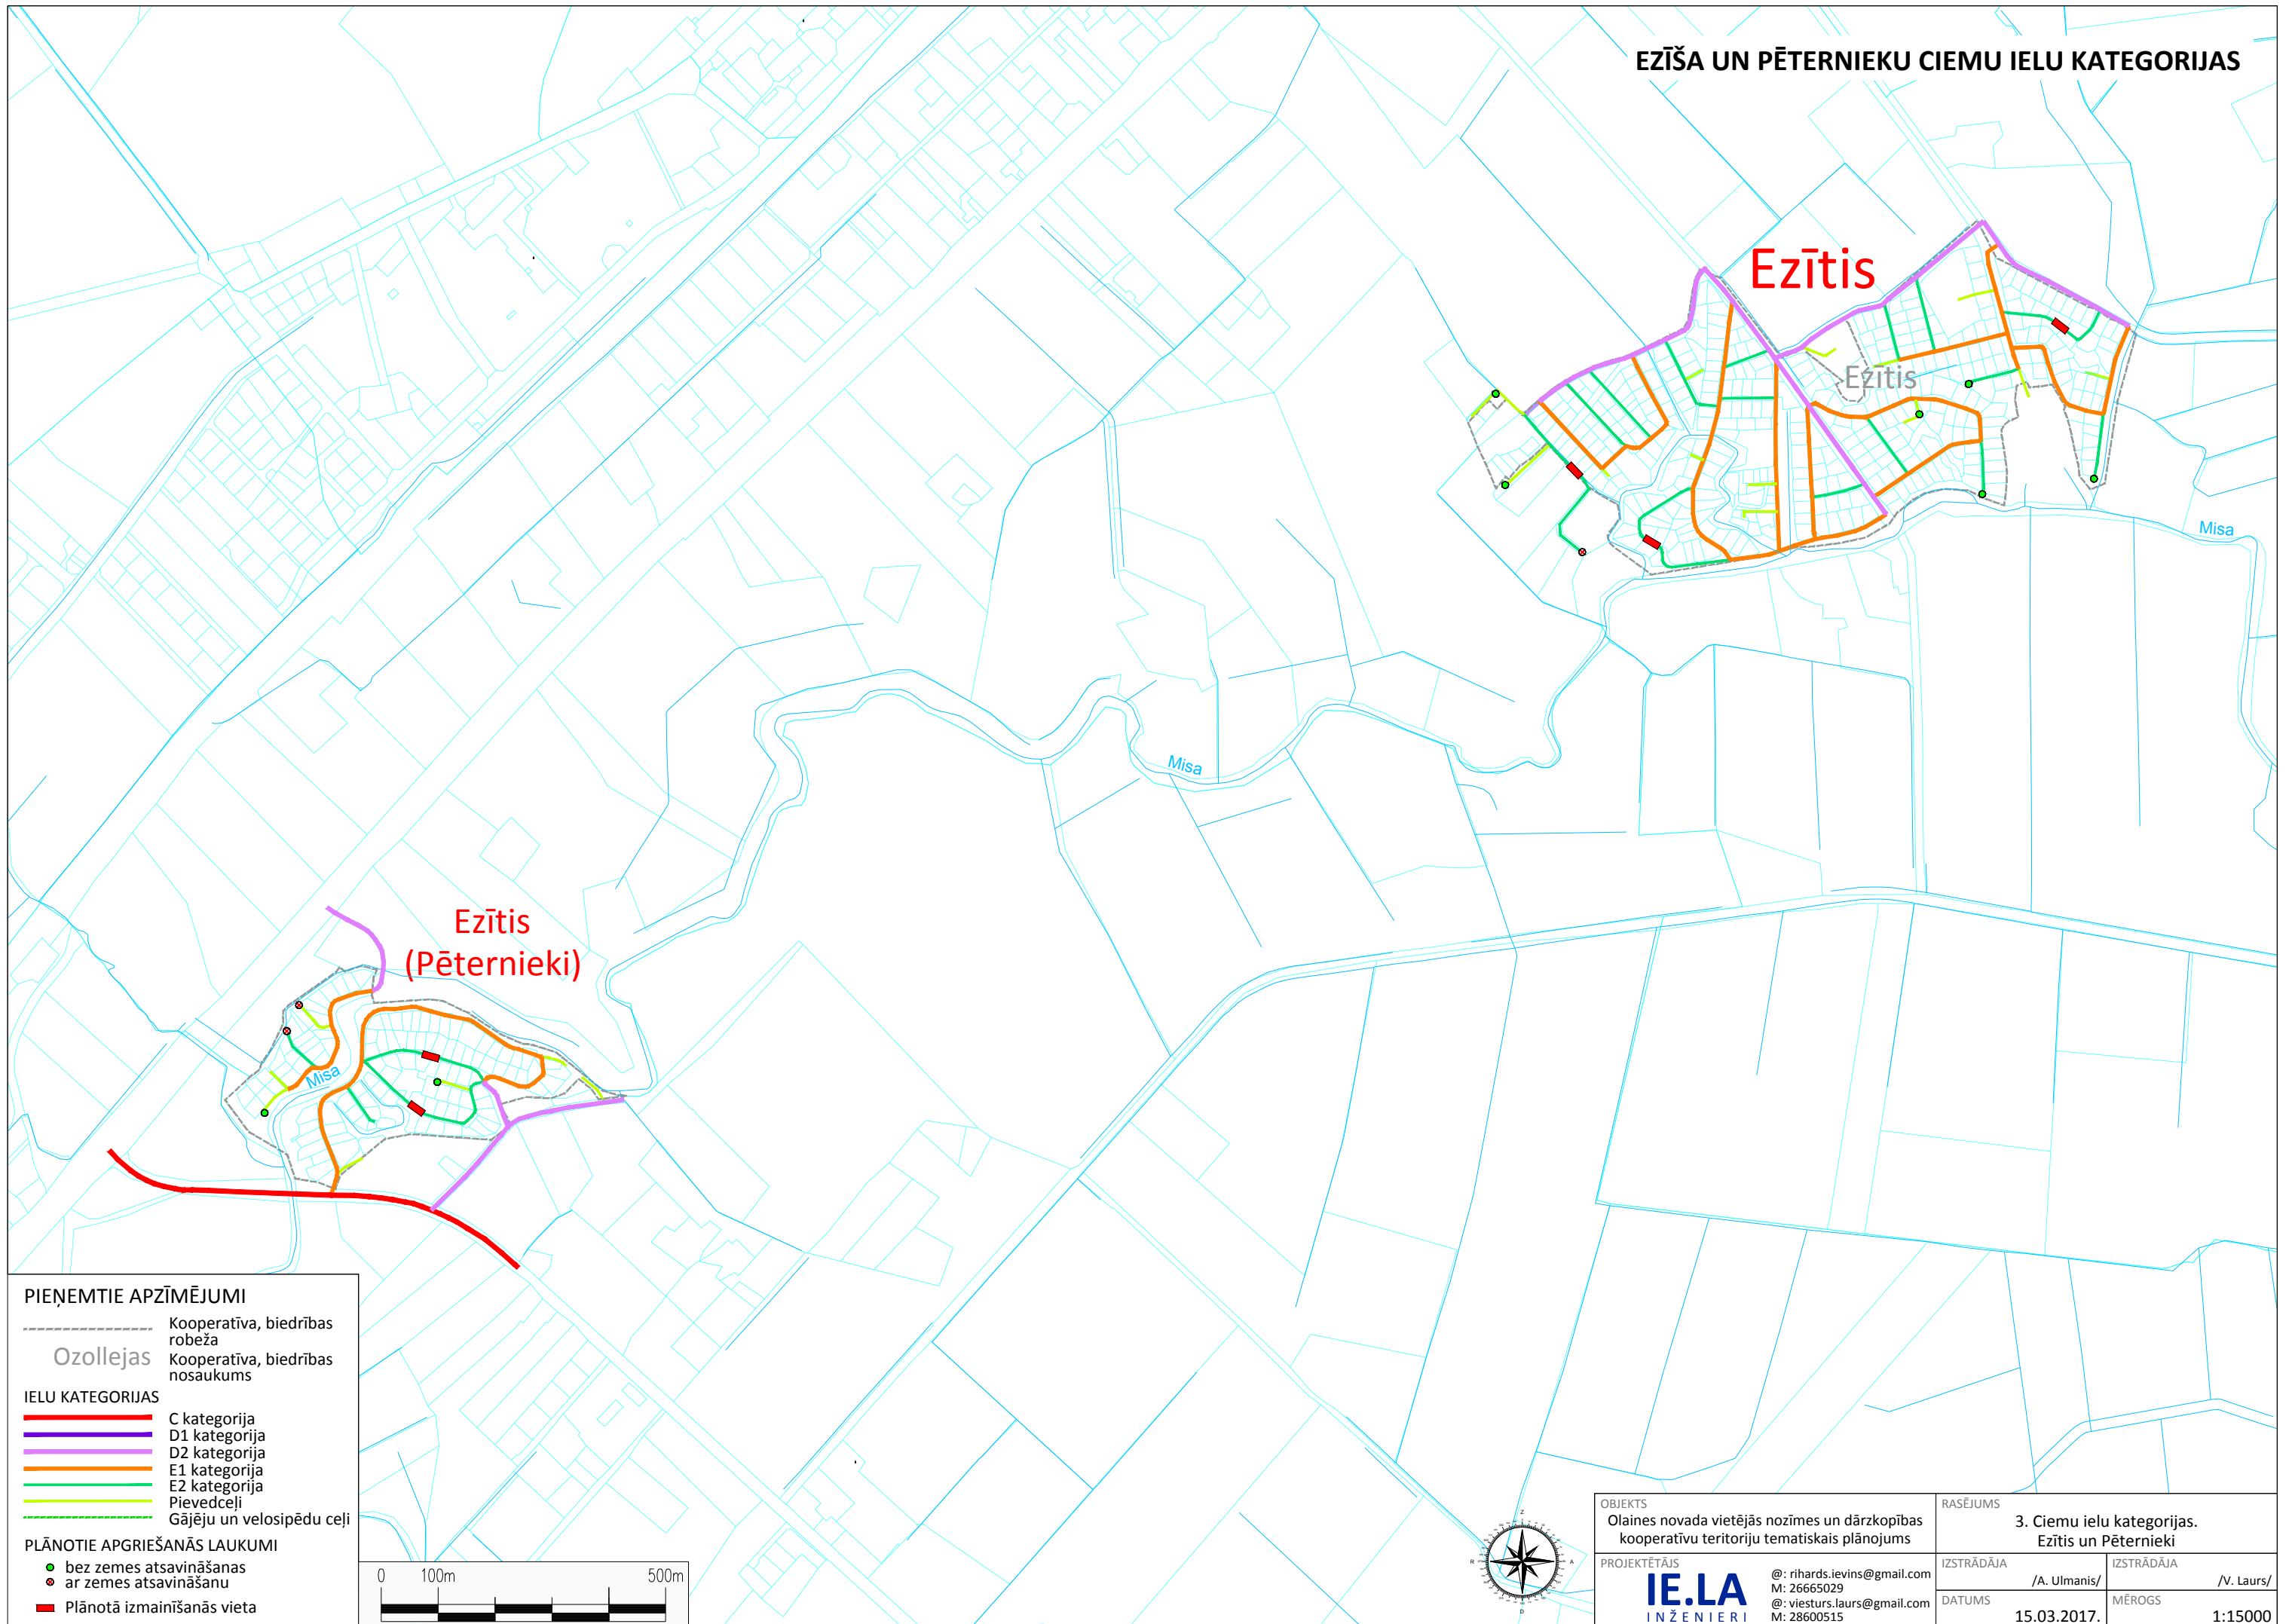 EZĪŠA UN PĒTERNIEKU CIEMU IELU KATEGORIJAS
Ezītis
Ezītis
Misa
Misa
Ezītis
(Pēternieki)
Misa
PIEŅEMTIE APZĪMĒJUMI
Kooperatīva, biedrības
robeža
Ozollejas
Kooperatīva, biedrības
nosaukums
IELU KATEGORIJAS
C kategorija
D1 kategorija
D2 kategorija
E1 kategorija
E2 kategorija
Pievedceļi
Gājēju un velosipēdu ceļi
PLĀNOTIE APGRIEŠANĀS LAUKUMI
bez zemes atsavināšanas
ar zemes atsavināšanu
Plānotā izmainīšanās vieta
0 100m 500m
Z
R A
D
OBJEKTS
Olaines novada vietējās nozīmes un dārzkopības
kooperatīvu teritoriju tematiskais plānojums
RASĒJUMS
3. Ciemu ielu kategorijas.
Ezītis un Pēternieki
PROJEKTĒTĀJS
IE.LA
INŽENIERI
@: rihards.ievins@gmail.com
M: 26665029
@: viesturs.laurs@gmail.com
M: 28600515
IZSTRĀDĀJA
/A. Ulmanis/
IZSTRĀDĀJA
/V. Laurs/
DATUMS
15.03.2017.
MĒROGS
1:15000